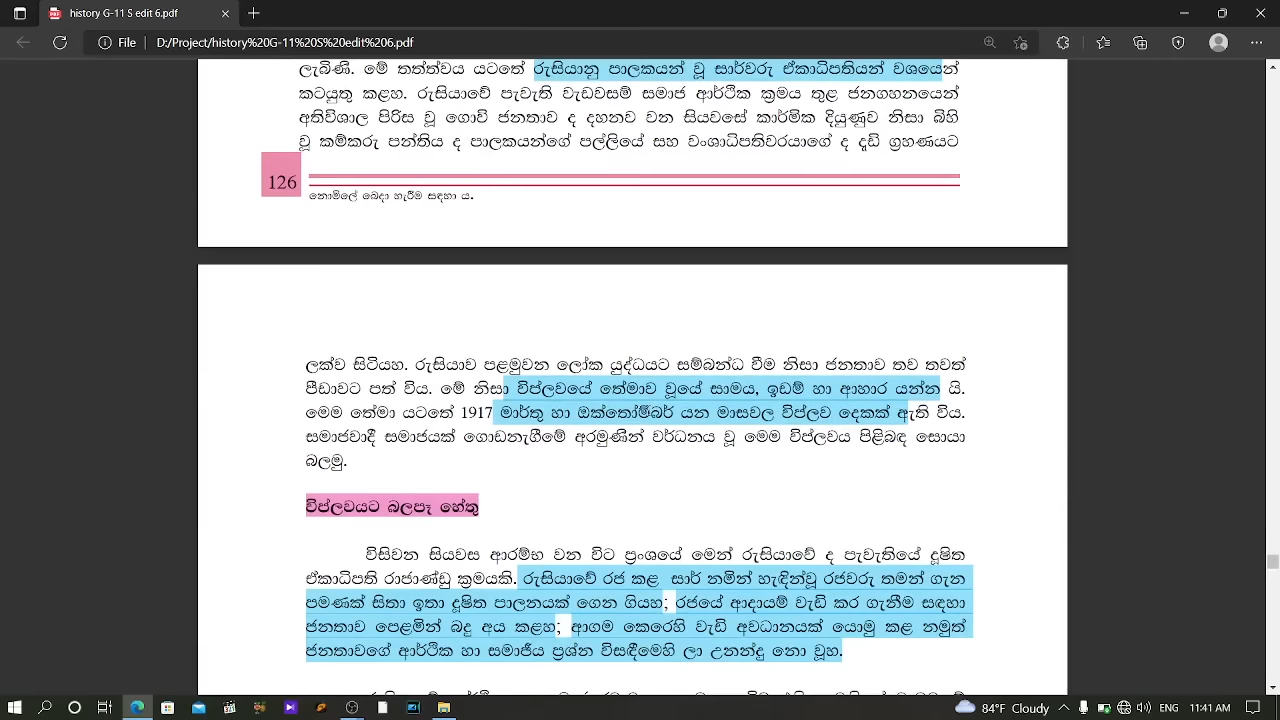 history G-11 S edit 6.pdf
File D:/Project/history%20G-11%20S%20edit%206.pdf
ලැබිණි. මේ තත්ත්වය යටතේ රුසියානු පාලකයන් වූ සාර්වරු ඒකාධිපතියන් වශයෙන්
කටයුතු කළහ. රුසියාවේ පැවැති වැඩවසම් සමාජ ආර්ථික ක්‍රමය තුළ ජනගහනයෙන්
අතිවිශාල පිරිස වූ ගොවි ජනතාව ද දහනව වන සියවසේ කාර්මික දියුණුව නිසා බිහි
වූ කම්කරු පන්තිය ද පාලකයන්ගේ පල්ලියේ සහ වංශාධිපතිවරයාගේ ද දැඩි ග්‍රහණයට
126
නොමිලේ බෙදා හැරීම සඳහා ය.
ලක්ව සිටියහ. රුසියාව පළමුවන ලෝක යුද්ධයට සම්බන්ධ වීම නිසා ජනතාව තව තවත්
පීඩාවට පත් විය. මේ නිසා විප්ලවයේ තේමාව වූයේ සාමය, ඉඩම් හා ආහාර යන්න යි.
මෙම තේමා යටතේ 1917 මාර්තු හා ඔක්තෝම්බර් යන මාසවල විප්ලව දෙකක් ඇති විය.
සමාජවාදී සමාජයක් ගොඩනැගීමේ අරමුණින් වර්ධනය වූ මෙම විප්ලවය පිළිබඳ සොයා
බලමු.
විප්ලවයට බලපෑ හේතු
විසිවන සියවස ආරම්භ වන විට ප්‍රංශයේ මෙන් රුසියාවේ ද පැවැතියේ දූෂිත
ඒකාධිපති රාජාණ්ඩු ක්‍රමයකි. රුසියාවේ රජ කළ සාර් නමින් හැඳින්වූ රජවරු තමන් ගැන
පමණක් සිතා ඉතා දූෂිත පාලනයක් ගෙන ගියහ; රජයේ ආදායම් වැඩි කර ගැනීම සඳහා
ජනතාව පෙළමින් බදු අය කළහ; ආගම කෙරෙහි වැඩි අවධානයක් යොමු කළ නමුත්
ජනතාවගේ ආර්ථික හා සමාජීය ප්‍රශ්න විසඳීමෙහි ලා උනන්දු නො වූහ.
84°F Cloudy
ENG
11:41 AM